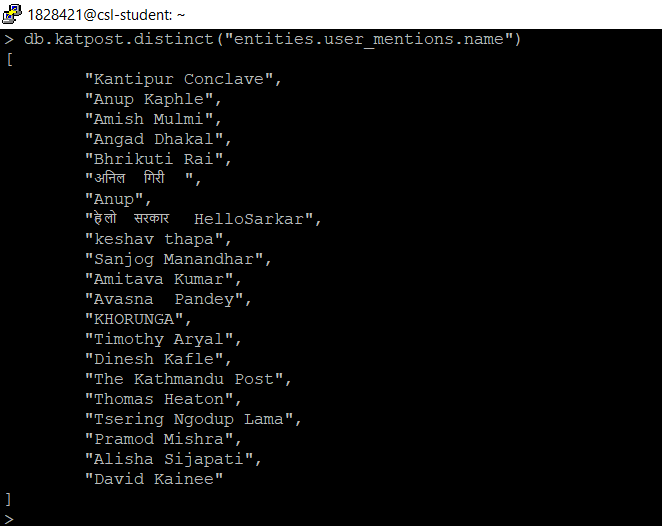 1828421@csl-student: ~
> db.katpost.distinct("entities.user_mentions.name")
[
"Kantipur Conclave",
"Anup Kaphle",
"Amish Mulmi",
"Angad Dhakal",
"Bhrikuti Rai",
"अनिल गिरी ",
"Anup",
"हेलो सरकार HelloSarkar",
"keshav thapa",
"Sanjog Manandhar",
"Amitava Kumar",
"Avasna  Pandey",
"KHORUNGA",
"Timothy Aryal",
"Dinesh Kafle",
"The Kathmandu Post",
"Thomas Heaton",
"Tsering Ngodup Lama",
"Pramod Mishra",
"Alisha Sijapati",
"David Kainee"
]
>